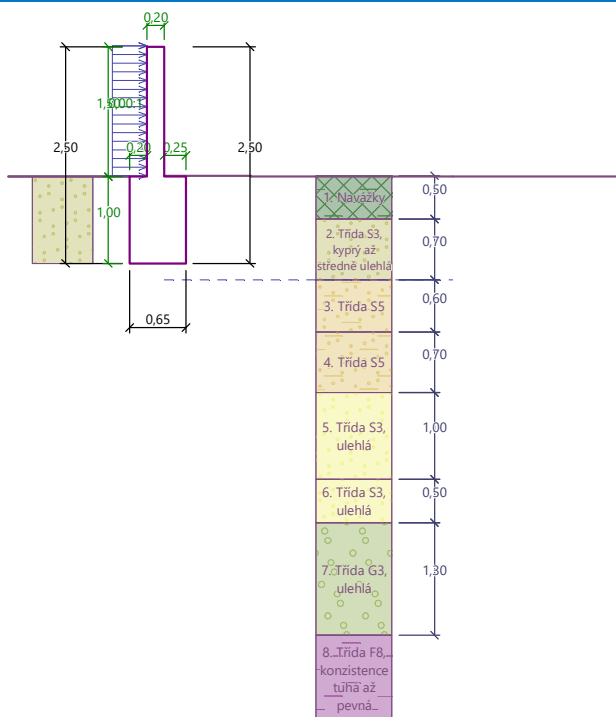 0,20
1,50
0,00:1
2,50
0,20
0,25
2,50
1,00
0,65
1. Navážky
0,50
2. Třída S3,
kyprý až
středně ulehlá
0,70
3. Třída S5
0,60
4. Třída S5
0,70
5. Třída S3,
ulehlá
1,00
6. Třída S3,
ulehlá
0,50
7. Třída G3,
ulehlá
1,30
8. Třída F8,
konzistence
tuhá až
pevná